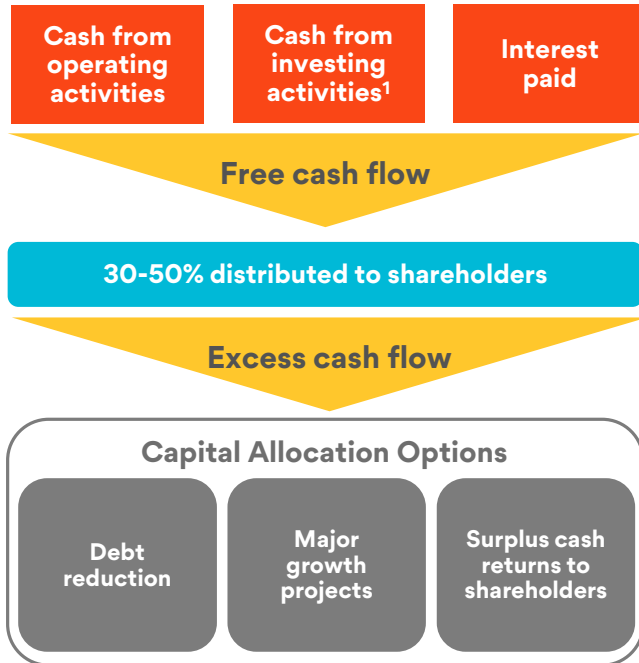 Cash from
operating
activities
Cash from
investing
activities¹
Interest
paid
Free cash flow
30-50% distributed to shareholders
Excess cash flow
Capital Allocation Options
Debt
reduction
Major
growth
projects
Surplus cash
returns to
shareholders